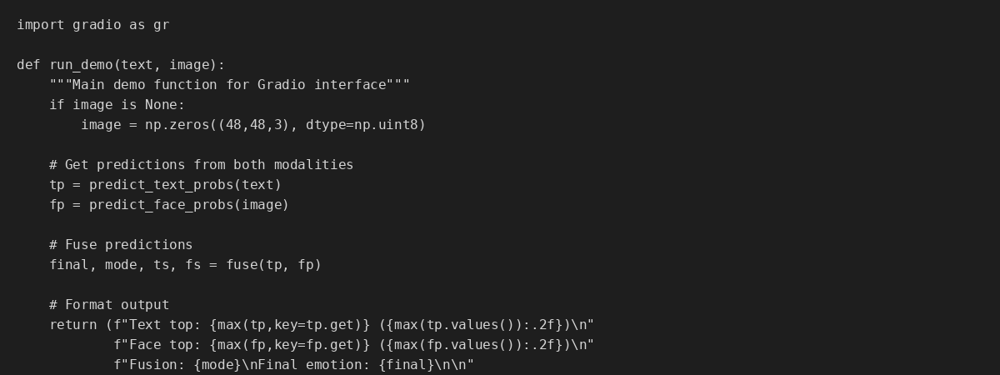 import gradio as gr
def run_demo(text, image):
    """Main demo function for Gradio interface"""
    if image is None:
        image = np.zeros((48,48,3), dtype=np.uint8)
    # Get predictions from both modalities
    tp = predict_text_probs(text)
    fp = predict_face_probs(image)
    # Fuse predictions
    final, mode, ts, fs = fuse(tp, fp)
    # Format output
    return (f"Text top: {max(tp,key=tp.get)} ({max(tp.values()):.2f})\n"
            f"Face top: {max(fp,key=fp.get)} ({max(fp.values()):.2f})\n"
            f"Fusion: {mode}\nFinal emotion: {final}\n\n"